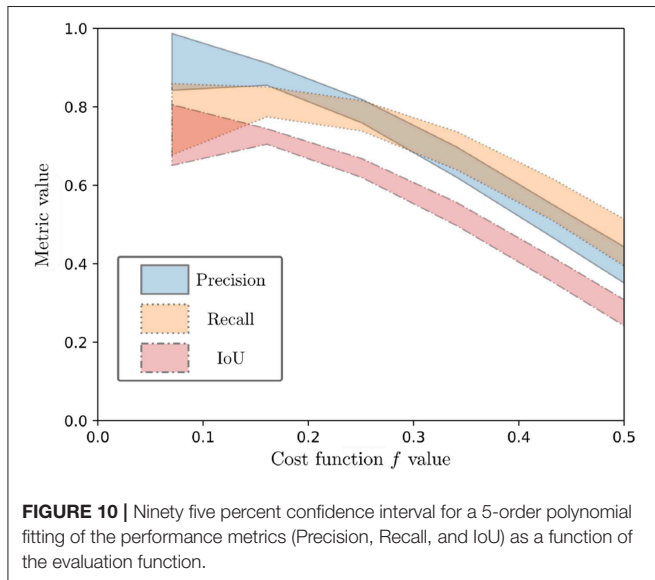 1.0
0.8
0.6
0.4
0.2
0.0
Metric value
Precision
Recall
IoU
0.0 0.1 0.2 0.3 0.4 0.5
Cost function f value
FIGURE 10 | Ninety five percent confidence interval for a 5-order polynomial
fitting of the performance metrics (Precision, Recall, and IoU) as a function of
the evaluation function.